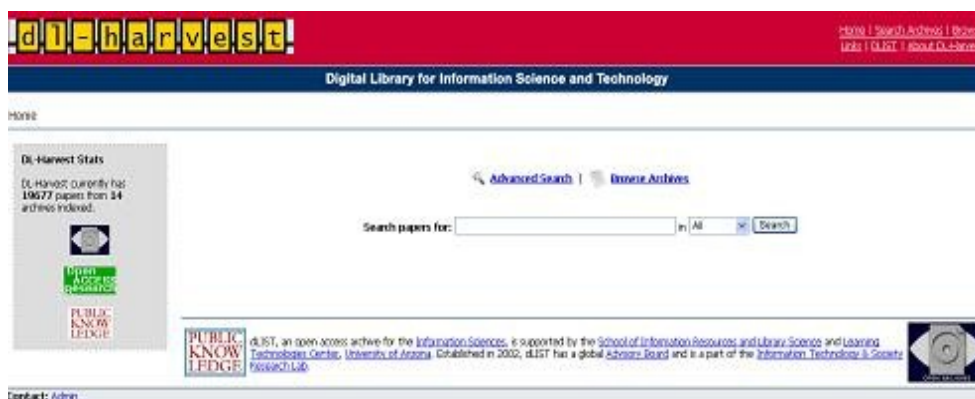 dl-harvest
Home | Search Archives | Brow
Links | DLIST | About DL-Harve
Digital Library for Information Science and Technology
Home
DL-Harvest Stats
DL-Harvest currently has
19677 papers from 14
archives indexed.
Open
ACCESS
Research
PUBLIC
KNOW
LEDGE
Advanced Search | Browse Archives
Search papers for: in All Search
PUBLIC
KNOW
LEDGE
dLIST, an open access archive for the Information Sciences, is supported by the School of Information Resources and Library Science and Learning
Technologies Center, University of Arizona. Established in 2002, dLIST has a global Advisory Board and is a part of the Information Technology & Society
Research Lab.
OPEN ARCHIVES
Contact: Admin